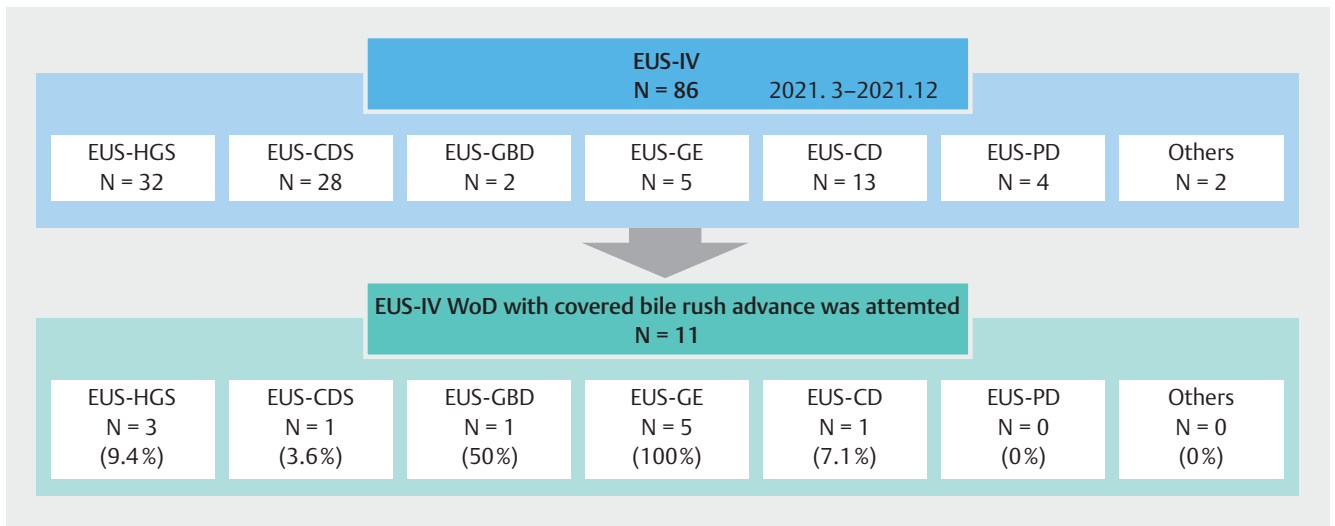 EUS-IV
N = 86 2021. 3–2021.12
EUS-HGS
N = 32
EUS-CDS
N = 28
EUS-GBD
N = 2
EUS-GE
N = 5
EUS-CD
N = 13
EUS-PD
N = 4
Others
N = 2
EUS-IV WoD with covered bile rush advance was attemted
N = 11
EUS-HGS
N = 3
(9.4%)
EUS-CDS
N = 1
(3.6%)
EUS-GBD
N = 1
(50%)
EUS-GE
N = 5
(100%)
EUS-CD
N = 1
(7.1%)
EUS-PD
N = 0
(0%)
Others
N = 0
(0%)